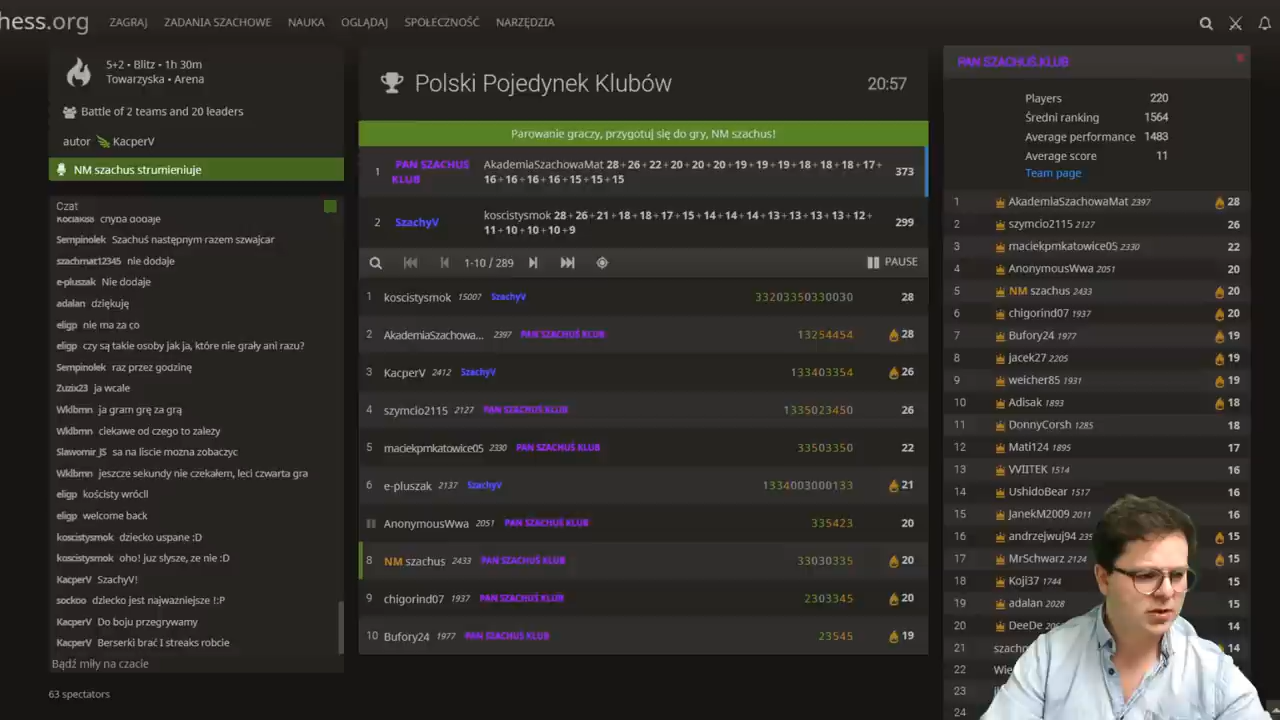 hess.org
ZAGRAJ ZADANIA SZACHOWE NAUKA OGLĄDAJ SPOŁECZNOŚĆ NARZĘDZIA
5+2 • Blitz • 1h 30m
Towarzyska • Arena
Battle of 2 teams and 20 leaders
autor KacperV
NM szachus strumieniuje
Czat
Kociaksa chyba dodaje
Sempinolek Szachuś następnym razem szwajcar
szachmat12345 nie dodaje
e-pluszak Nie dodaje
adalan dziękuję
eligp nie ma za co
eligp czy są takie osoby jak ja, które nie grały ani razu?
Sempinolek raz przez godzinę
Zuzix23 ja wcale
Wklbmn ja gram grę za grą
Wklbmn ciekawe od czego to zalezy
Slawomir_JS sa na liscie mozna zobaczyc
Wklbmn jeszcze sekundy nie czekałem, leci czwarta gra
eligp kościsty wrócll
eligp welcome back
koscistysmok dziecko uspane :D
koscistysmok oho! juz slysze, ze nie :D
KacperV SzachyV!
sockoo dziecko jest najwazniejsze !:P
KacperV Do boju przegrywamy
KacperV Berserki brać I streaks robcie
Bądź miły na czacie
63 spectators
Polski Pojedynek Klubów 20:57
Parowanie graczy, przygotuj się do gry, NM szachus!
1 PAN SZACHUŚ KLUB AkademiaSzachowaMat 28+26+22+20+20+20+19+19+19+18+18+18+17+
16+16+16+16+15+15+15 373
2 SzachyV koscistysmok 28+26+21+18+18+17+15+14+14+14+13+13+13+13+12+
11+10+10+10+9 299
1-10 / 289 PAUSE
1 koscistysmok 1500? SzachyV 33203350330030 28
2 AkademiaSzachowa... 2397 PAN SZACHUŚ KLUB 13254454 28
3 KacperV 2412 SzachyV 133403354 26
4 szymcio2115 2127 PAN SZACHUŚ KLUB 1335023450 26
5 maciekpmkatowice05 2330 PAN SZACHUŚ KLUB 33503350 22
6 e-pluszak 2137 SzachyV 1334003000133 21
AnonymousWwa 2051 PAN SZACHUŚ KLUB 335423 20
8 NM szachus 2433 PAN SZACHUŚ KLUB 33030335 20
9 chigorind07 1937 PAN SZACHUŚ KLUB 2303345 20
10 Bufory24 1977 PAN SZACHUŚ KLUB 23545 19
PAN SZACHUŚ KLUB
Players 220
Średni ranking 1564
Average performance 1483
Average score 11
Team page
1 AkademiaSzachowaMat 2397 28
2 szymcio2115 2127 26
3 maciekpmkatowice05 2330 22
4 AnonymousWwa 2051 20
5 NM szachus 2433 20
6 chigorind07 1937 20
7 Bufory24 1977 19
8 jacek27 2205 19
9 weicher85 1931 19
10 Adisak 1893 18
11 DonnyCorsh 1285 18
12 Mati124 1895 17
13 VVIITEK 1514 16
14 UshidoBear 1517 16
15 JanekM2009 2011 16
16 andrzejwuj94 15
17 MrSchwarz 2124 15
18 Koji37 1744 15
19 adalan 2028 15
20 DeeDe 14
21 14
22
23
24